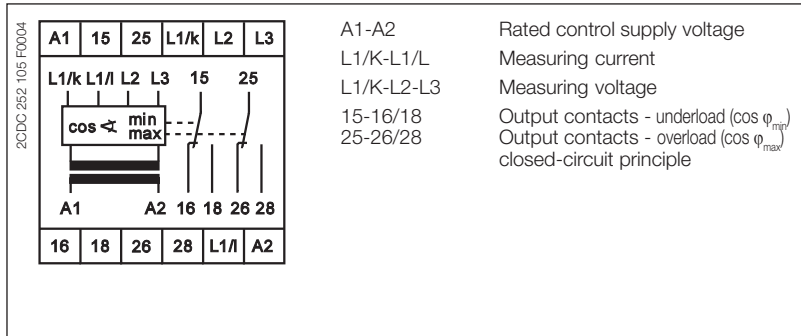 2CDC 252 105 F0004
A1 15 25 L1/k L2 L3
L1/k L1/l L2 L3 15 25
cos ∢ min
max
A1 A2 16 18 26 28
16 18 26 28 L1/l A2
A1-A2 Rated control supply voltage
L1/K-L1/L Measuring current
L1/K-L2-L3 Measuring voltage
15-16/18 Output contacts - underload (cos φmin)
25-26/28 Output contacts - overload (cos φmax)
closed-circuit principle